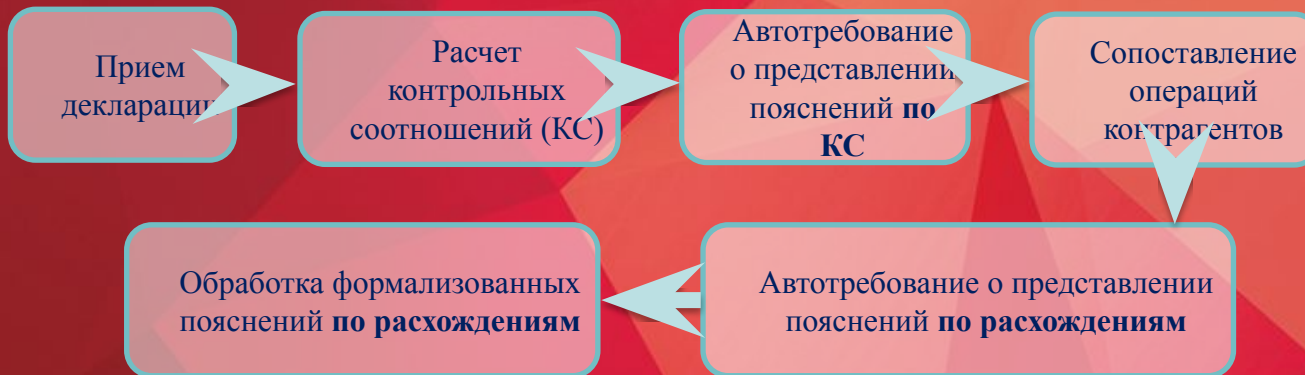 Прием
декларации
Расчет
контрольных
соотношений (КС)
Автотребование
о представлении
пояснений по
КС
Сопоставление
операций
контрагентов
Автотребование о представлении
пояснений по расхождениям
Обработка формализованных
пояснений по расхождениям